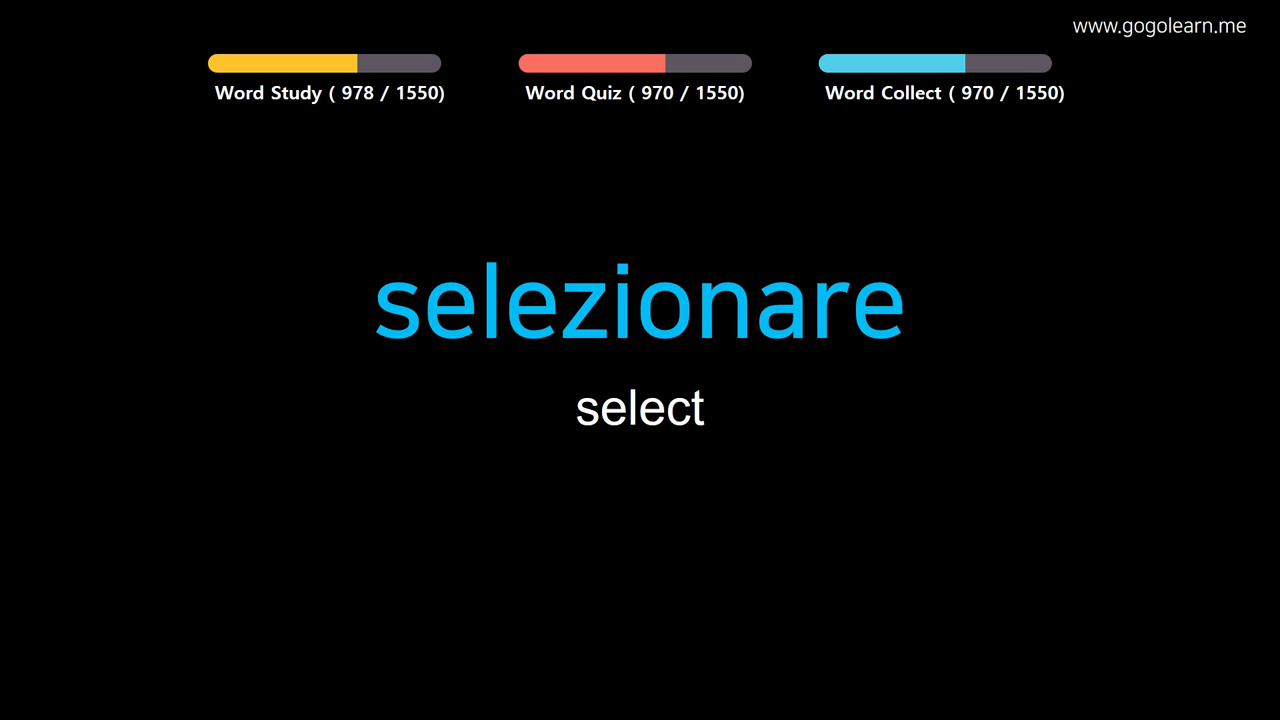 www.gogolearn.me
Word Study ( 978 / 1550)
Word Quiz ( 970 / 1550)
Word Collect ( 970 / 1550)
selezionare
select